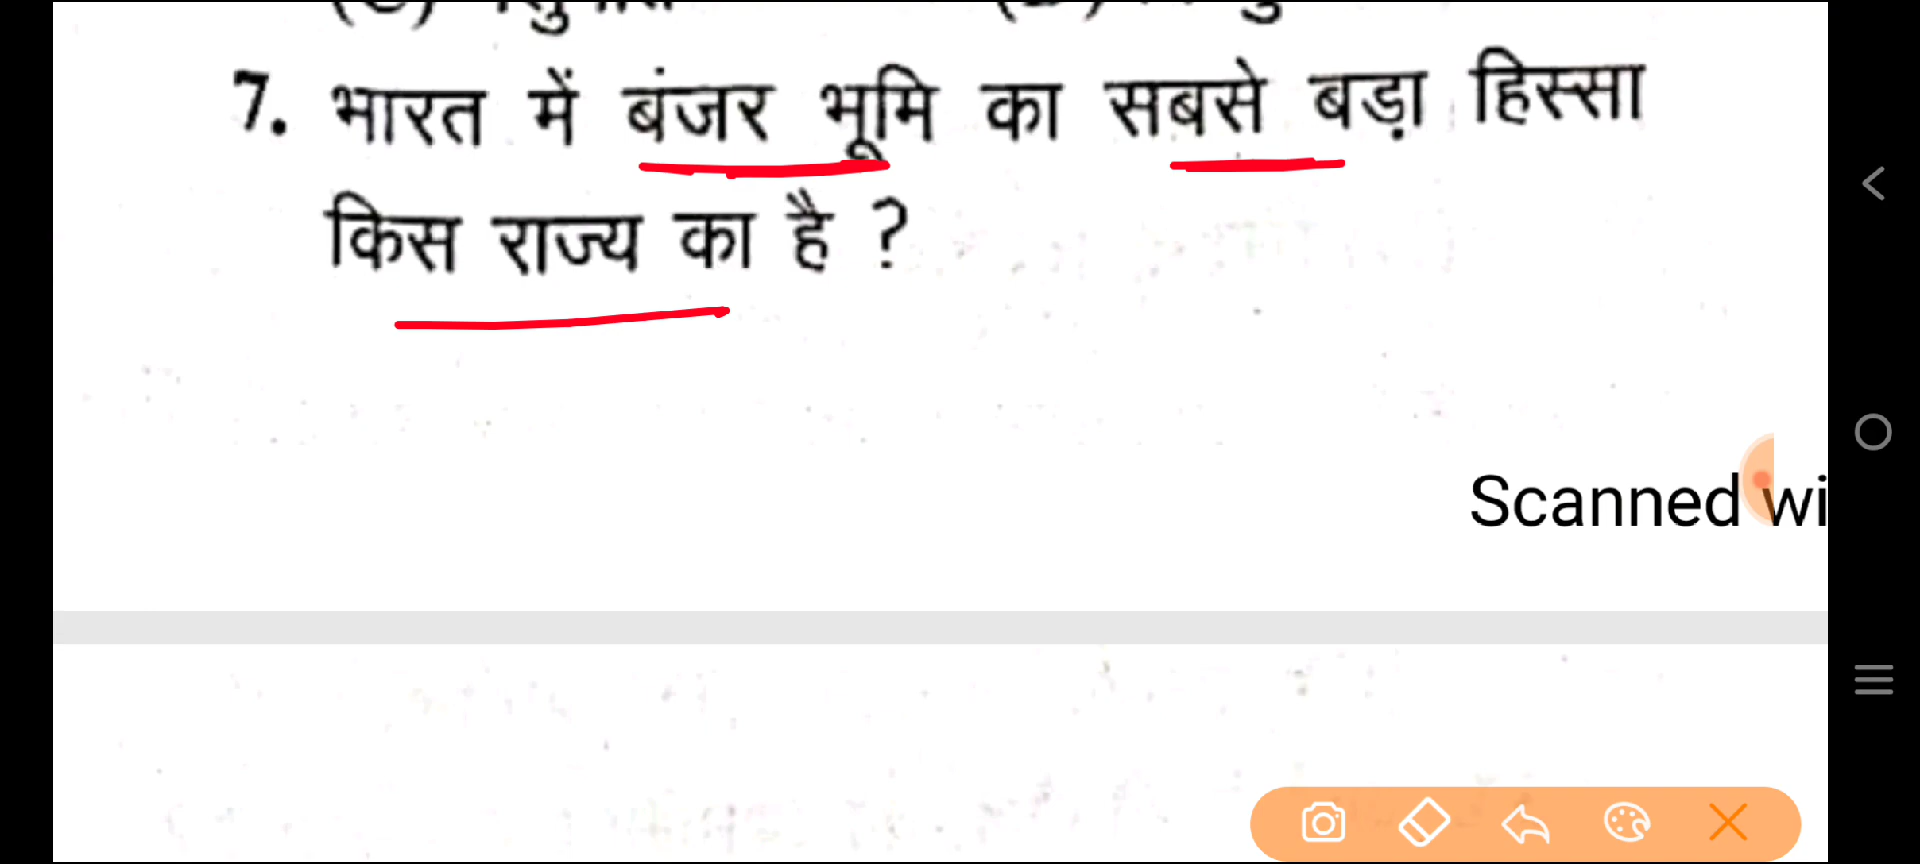 7. भारत में बंजर भूमि का सबसे बड़ा हिस्सा
किस राज्य का है ?
Scanned wi